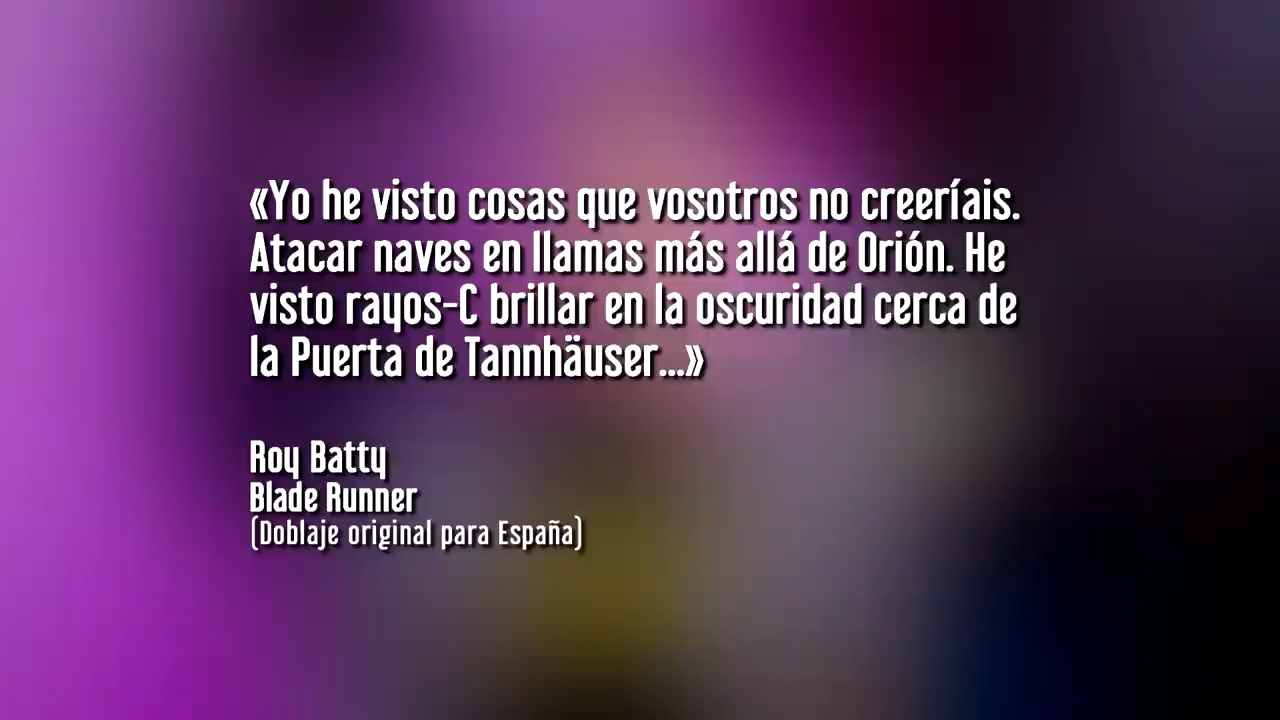 «Yo he visto cosas que vosotros no creeríais.
Atacar naves en llamas más allá de Orión. He
visto rayos-C brillar en la oscuridad cerca de
la Puerta de Tannhäuser...»
Roy Batty
Blade Runner
(Doblaje original para España)